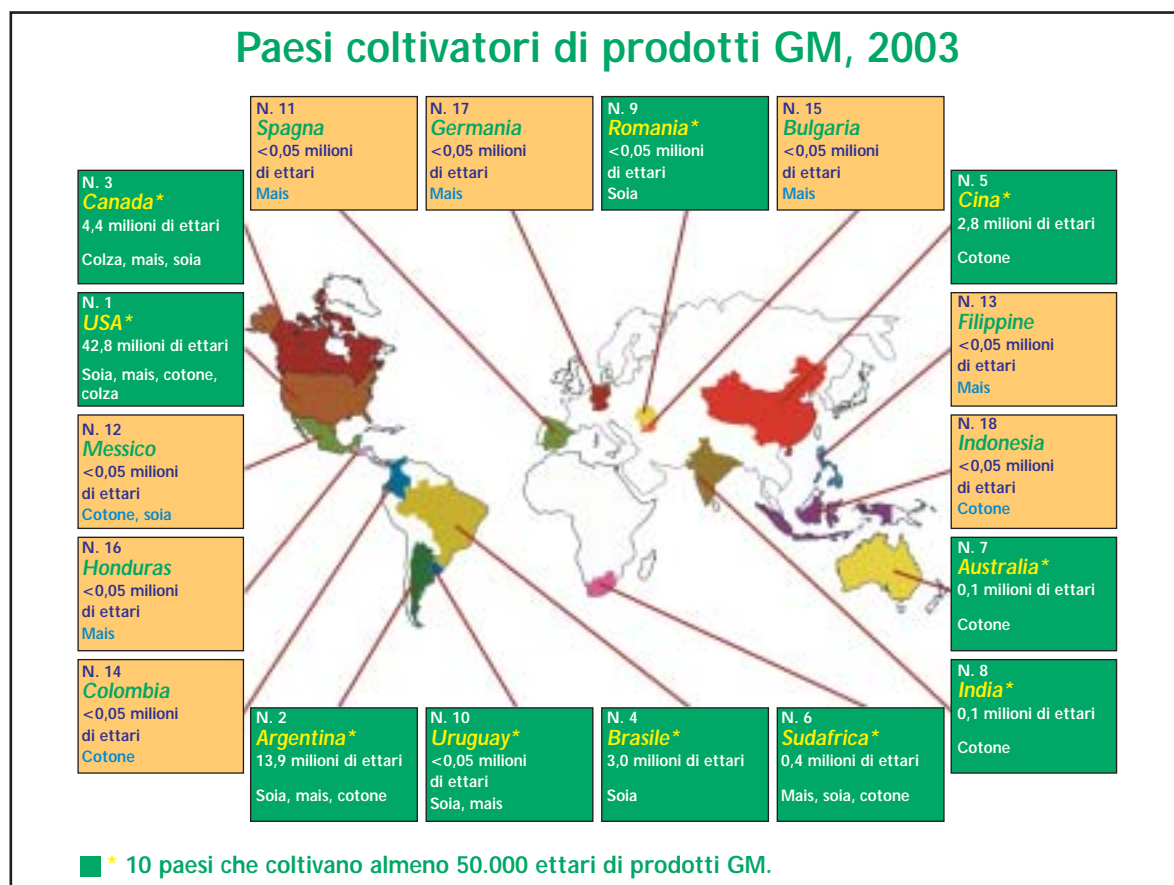 Paesi coltivatori di prodotti GM, 2003
N. 11
Spagna
<0,05 milioni
di ettari
Mais
N. 17
Germania
<0,05 milioni
di ettari
Mais
N. 9
Romania*
<0,05 milioni
di ettari
Soia
N. 15
Bulgaria
<0,05 milioni
di ettari
Mais
N. 3
Canada*
4,4 milioni di ettari
Colza, mais, soia
N. 5
Cina*
2,8 milioni di ettari
Cotone
N. 1
USA*
42,8 milioni di ettari
Soia, mais, cotone,
colza
N. 13
Filippine
<0,05 milioni
di ettari
Mais
N. 12
Messico
<0,05 milioni
di ettari
Cotone, soia
N. 18
Indonesia
<0,05 milioni
di ettari
Cotone
N. 16
Honduras
<0,05 milioni
di ettari
Mais
N. 7
Australia*
0,1 milioni di ettari
Cotone
N. 14
Colombia
<0,05 milioni
di ettari
Cotone
N. 8
India*
0,1 milioni di ettari
Cotone
N. 2
Argentina*
13,9 milioni di ettari
Soia, mais, cotone
N. 10
Uruguay*
<0,05 milioni
di ettari
Soia, mais
N. 4
Brasile*
3,0 milioni di ettari
Soia
N. 6
Sudafrica*
0,4 milioni di ettari
Mais, soia, cotone
* 10 paesi che coltivano almeno 50.000 ettari di prodotti GM.